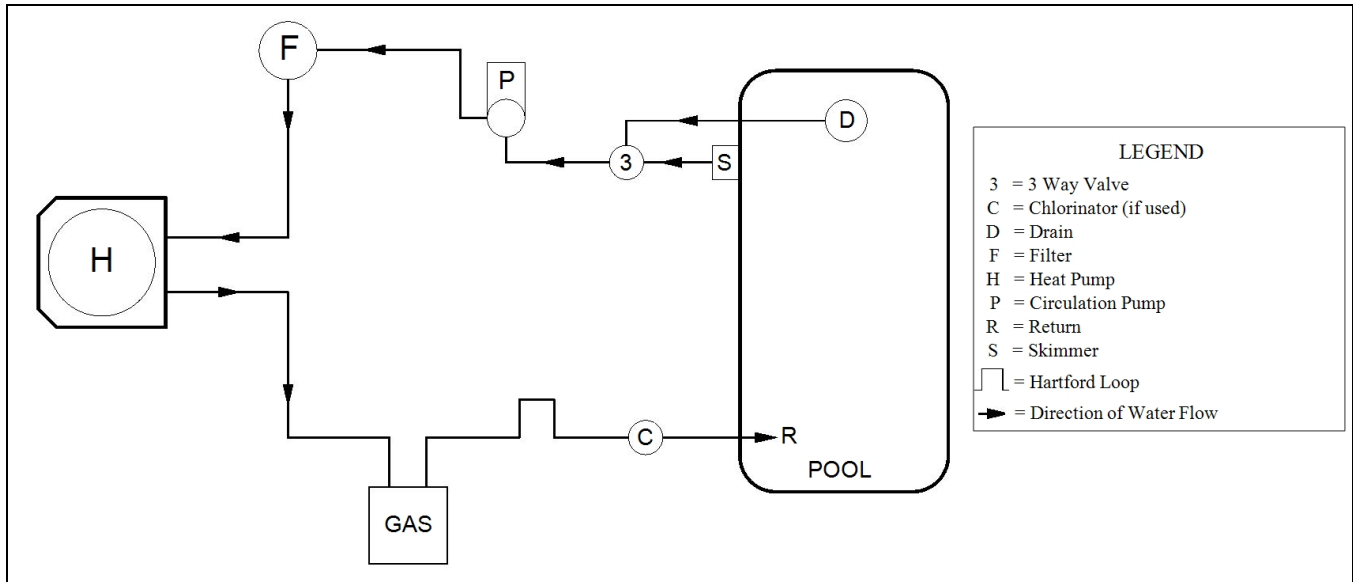 F
P
D
3
S
H
C
R
POOL
GAS
LEGEND
3 = 3 Way Valve
C = Chlorinator (if used)
D = Drain
F = Filter
H = Heat Pump
P = Circulation Pump
R = Return
S = Skimmer
= Hartford Loop
= Direction of Water Flow